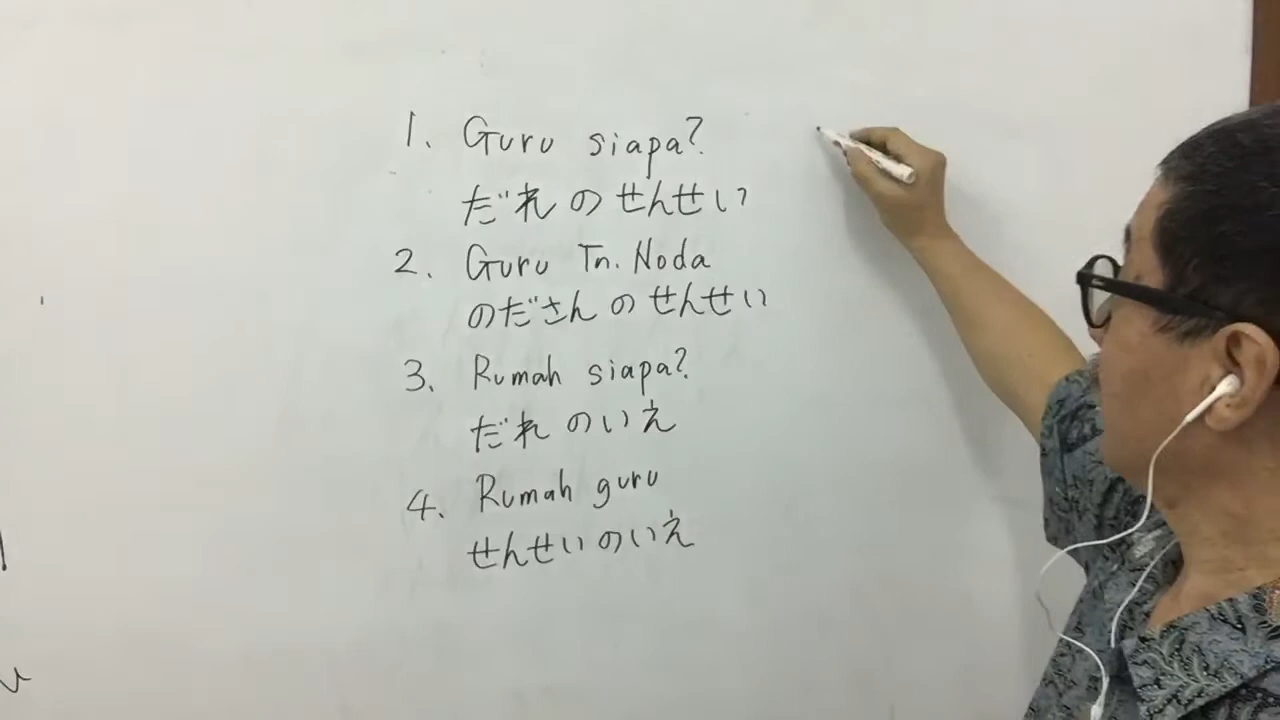 1. Guru siapa?
だれ の せんせい
2. Guru Tn. Noda
のださん の せんせい
3. Rumah siapa?
だれ のいえ
4. Rumah guru
せんせい のいえ